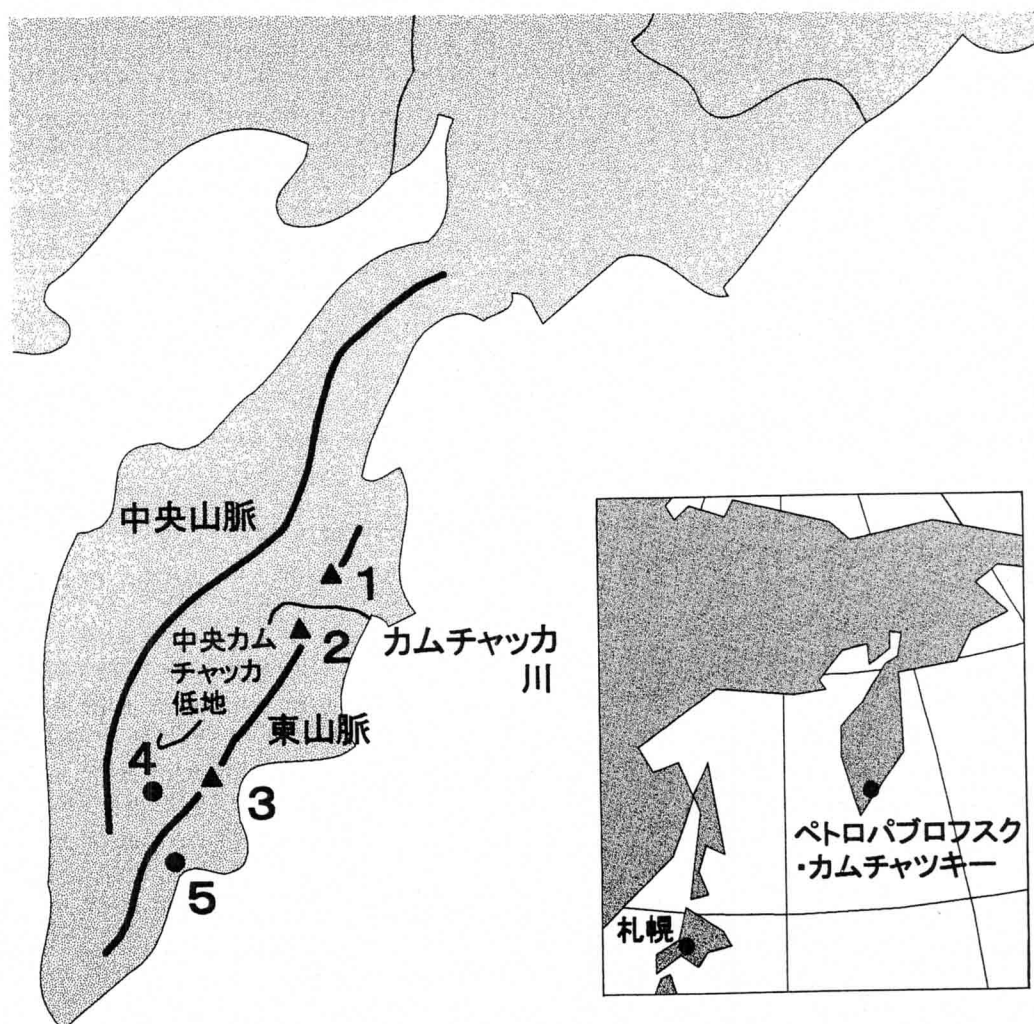 中央山脈
1
中央カム
チャッカ
低地
2
カムチャッカ
川
東山脈
4
3
5
ペトロパブロフスク
・カムチャツキー
札幌